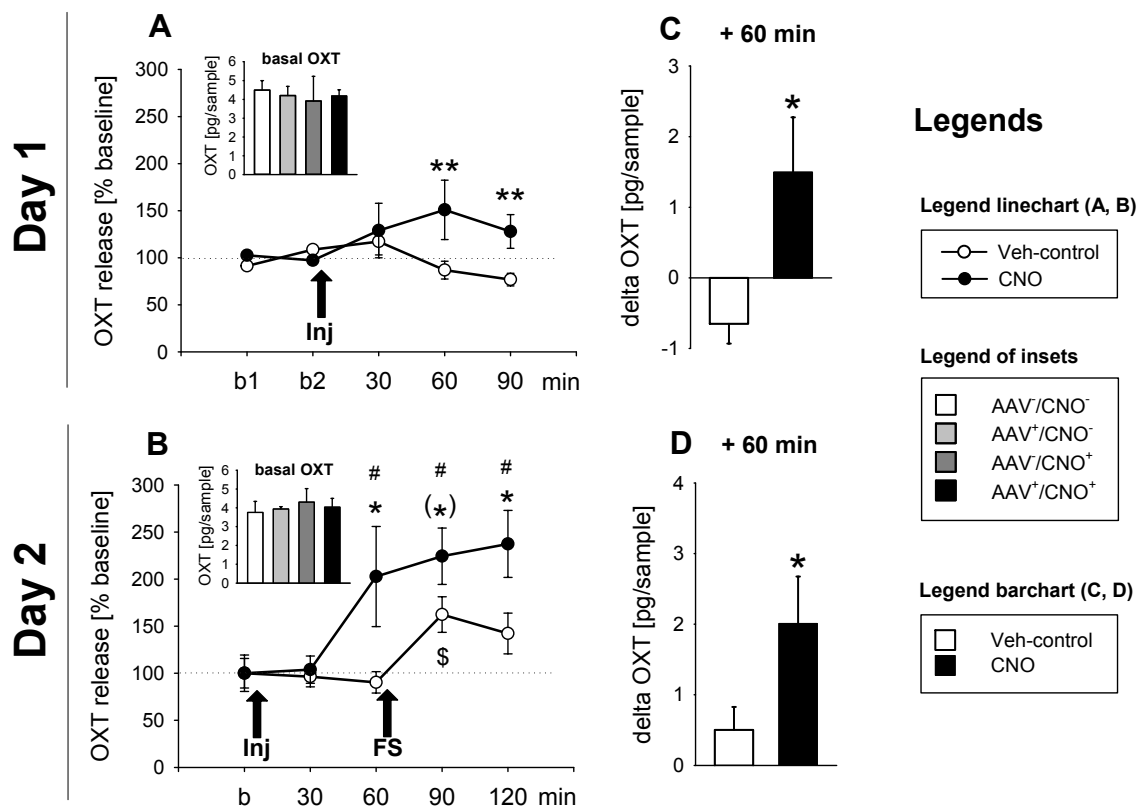 Day 1
A
basal OXT
OXT [pg/sample]
6
5
4
3
2
1
0
OXT release [% baseline]
300
250
200
150
100
50
0
**
**
Inj
b1 b2 30 60 90 min
C + 60 min
delta OXT [pg/sample]
3
2
1
0
-1
*
Day 2
B
basal OXT
OXT [pg/sample]
6
5
4
3
2
1
0
OXT release [% baseline]
300
250
200
150
100
50
0
# # #
* (*) *
$
Inj FS
b 30 60 90 120 min
D + 60 min
delta OXT [pg/sample]
4
3
2
1
0
*
Legends
Legend linechart (A, B)
Veh-control
CNO
Legend of insets
AAV⁻/CNO⁻
AAV⁺/CNO⁻
AAV⁻/CNO⁺
AAV⁺/CNO⁺
Legend barchart (C, D)
Veh-control
CNO